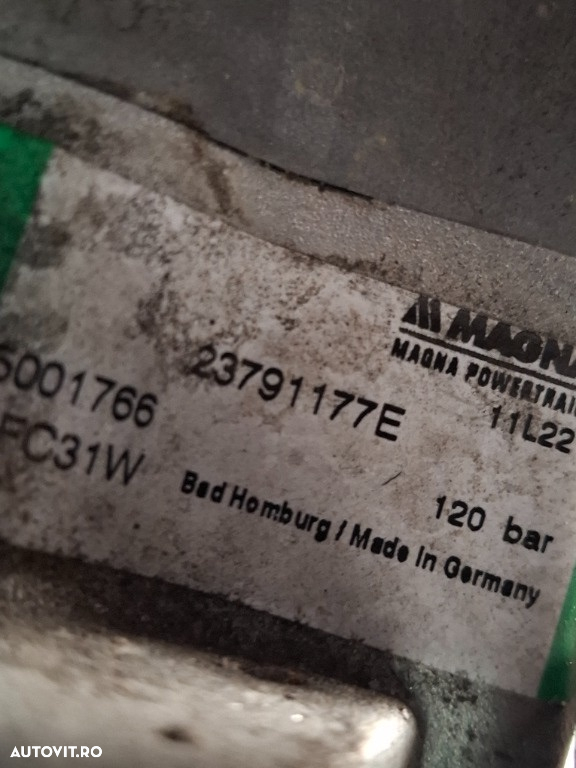 MAGNA
MAGNA POWERTRAI
5001766 23791177E 11L22
FC31W 120 bar
Bad Homburg / Made in Germany
AUTOVIT.RO